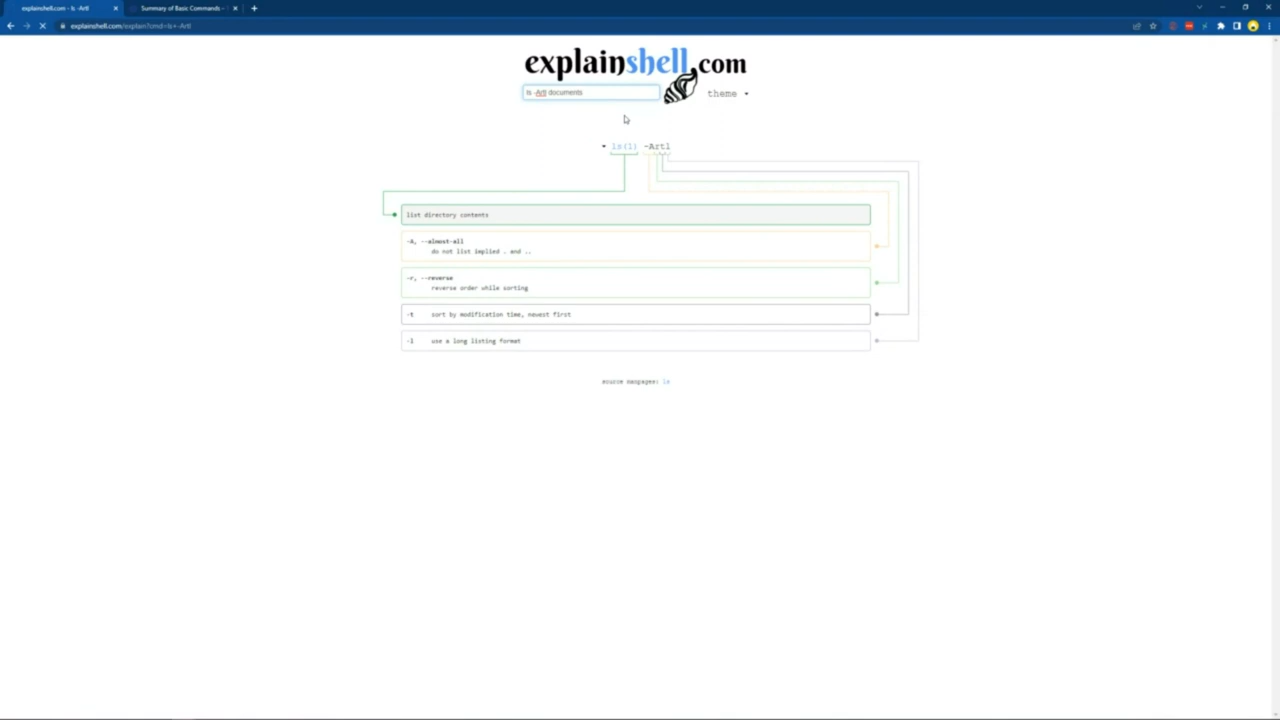 explainshell.com - ls -Artl
Summary of Basic Commands -
explainshell.com/explain?cmd=ls+-Artl
explainshell.com
ls -Artl documents
theme
ls(1) -Artl
list directory contents
-A, --almost-all
do not list implied . and ..
-r, --reverse
reverse order while sorting
-t sort by modification time, newest first
-l use a long listing format
source manpages: ls